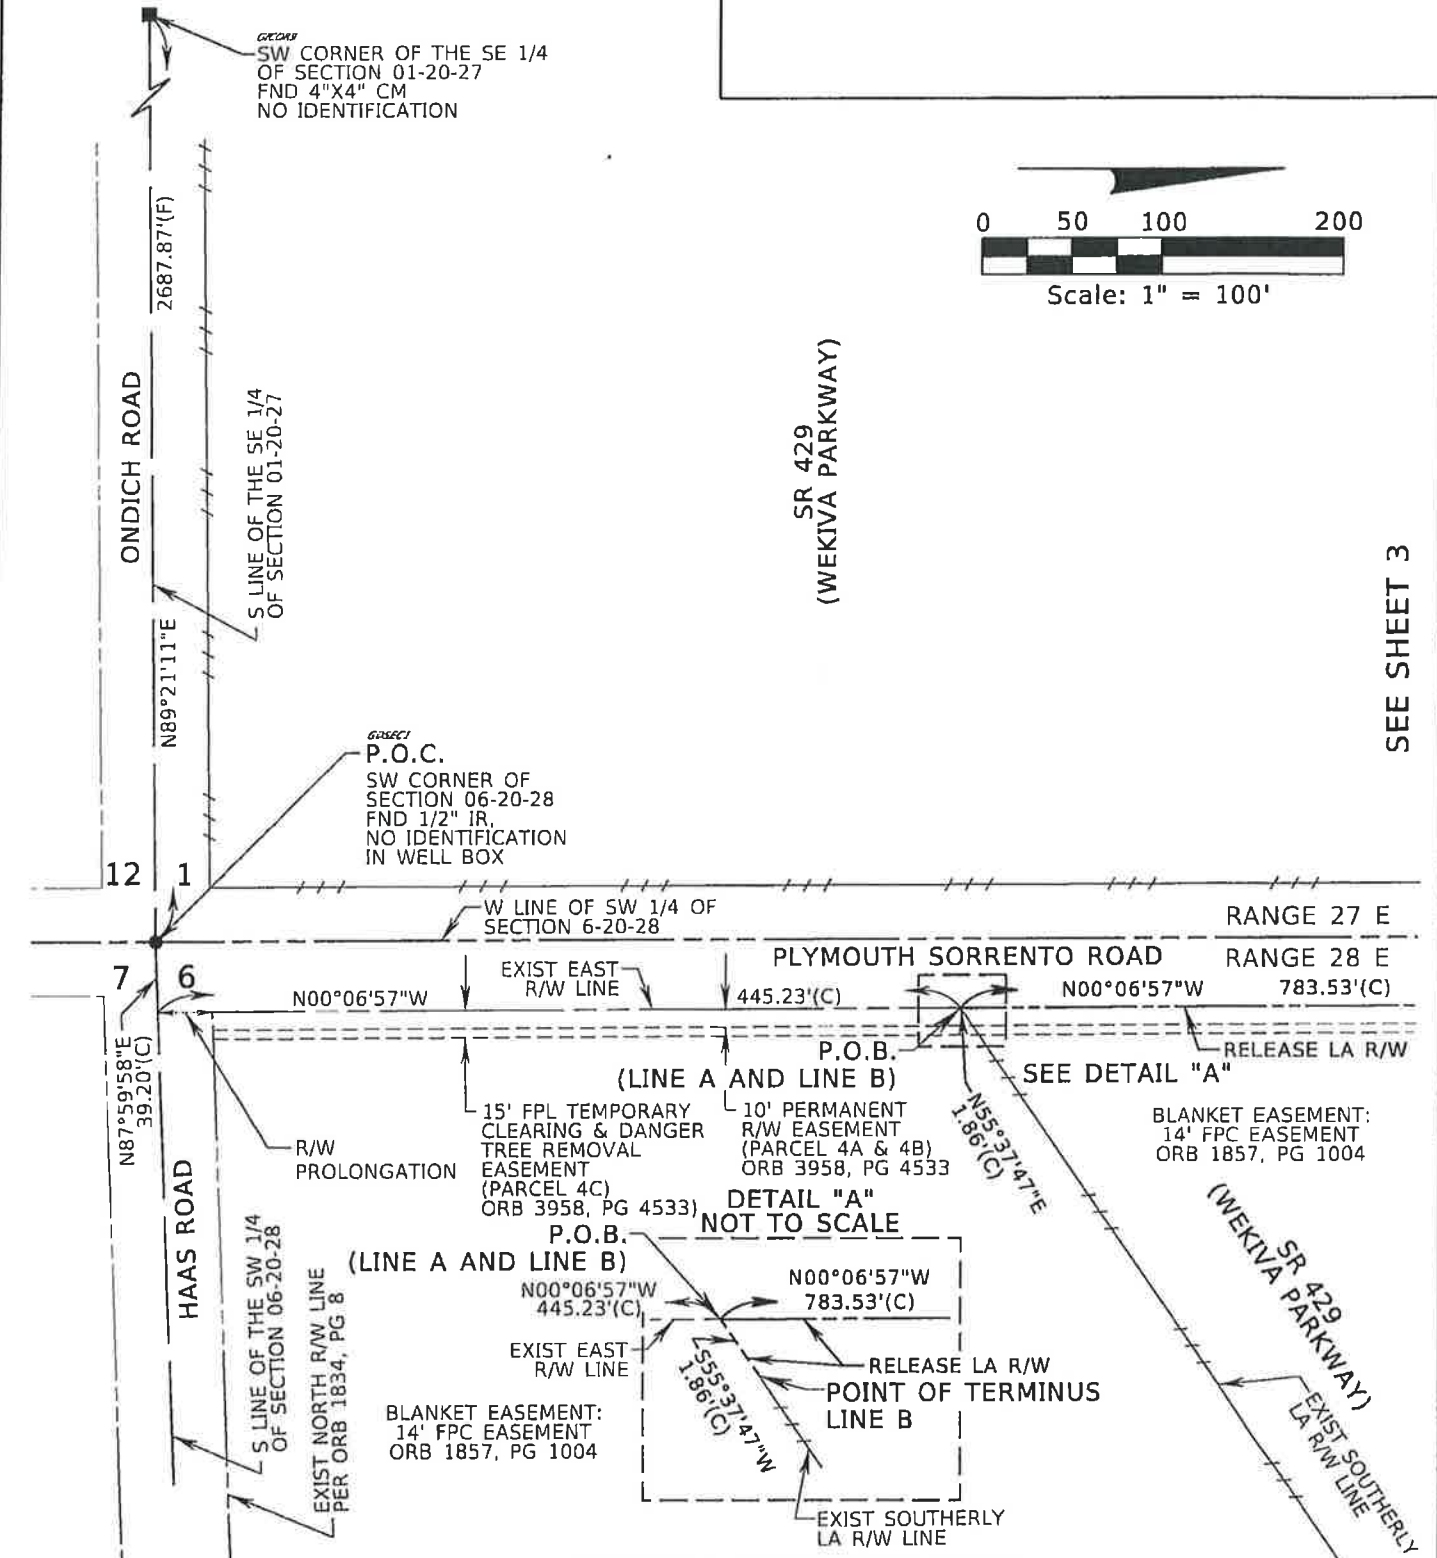 SW CORNER OF THE SE 1/4
OF SECTION 01-20-27
FND 4"X4" CM
NO IDENTIFICATION
0 50 100 200
Scale: 1" = 100'
2687.87'(F)
ONDICH ROAD
S LINE OF THE SE 1/4
OF SECTION 01-20-27
N89°21'11"E
SR 429
(WEKIVA PARKWAY)
SEE SHEET 3
P.O.C.
SW CORNER OF
SECTION 06-20-28
FND 1/2" IR,
NO IDENTIFICATION
IN WELL BOX
12 1
7 6
W LINE OF SW 1/4 OF
SECTION 6-20-28
RANGE 27 E
PLYMOUTH SORRENTO ROAD
RANGE 28 E
EXIST EAST
R/W LINE
N00°06'57"W
445.23'(C)
N00°06'57"W
783.53'(C)
N87°59'58"E
39.20'(C)
P.O.B.
(LINE A AND LINE B)
RELEASE LA R/W
SEE DETAIL "A"
N55°37'47"E
1.86'(C)
R/W
PROLONGATION
15' FPL TEMPORARY
CLEARING & DANGER
TREE REMOVAL
EASEMENT
(PARCEL 4C)
ORB 3958, PG 4533)
10' PERMANENT
R/W EASEMENT
(PARCEL 4A & 4B)
ORB 3958, PG 4533
BLANKET EASEMENT:
14' FPC EASEMENT
ORB 1857, PG 1004
HAAS ROAD
S LINE OF THE SW 1/4
OF SECTION 06-20-28
EXIST NORTH R/W LINE
PER ORB 1834, PG 8
DETAIL "A"
NOT TO SCALE
P.O.B.
(LINE A AND LINE B)
N00°06'57"W
445.23'(C)
N00°06'57"W
783.53'(C)
EXIST EAST
R/W LINE
RELEASE LA R/W
POINT OF TERMINUS
LINE B
S55°37'47"W
1.86'(C)
BLANKET EASEMENT:
14' FPC EASEMENT
ORB 1857, PG 1004
EXIST SOUTHERLY
LA R/W LINE
SR 429
(WEKIVA PARKWAY)
EXIST SOUTHERLY
LA R/W LINE